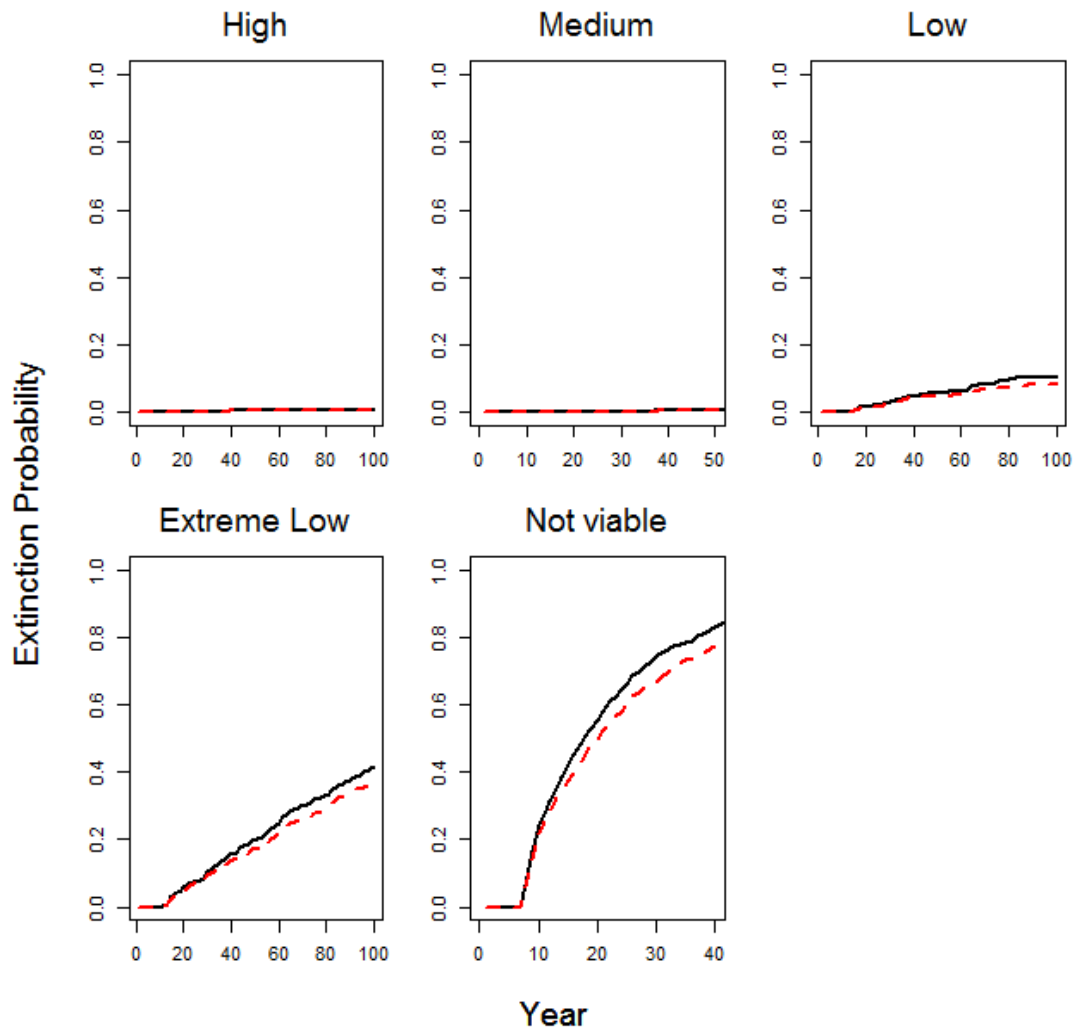 High Medium Low
1.0 1.0 1.0
0.8 0.8 0.8
0.6 0.6 0.6
0.4 0.4 0.4
0.2 0.2 0.2
0.0 0.0 0.0
0 20 40 60 80 100 0 10 20 30 40 50 0 20 40 60 80 100
Extinction Probability
Extreme Low Not viable
1.0 1.0
0.8 0.8
0.6 0.6
0.4 0.4
0.2 0.2
0.0 0.0
0 20 40 60 80 100 0 10 20 30 40
Year